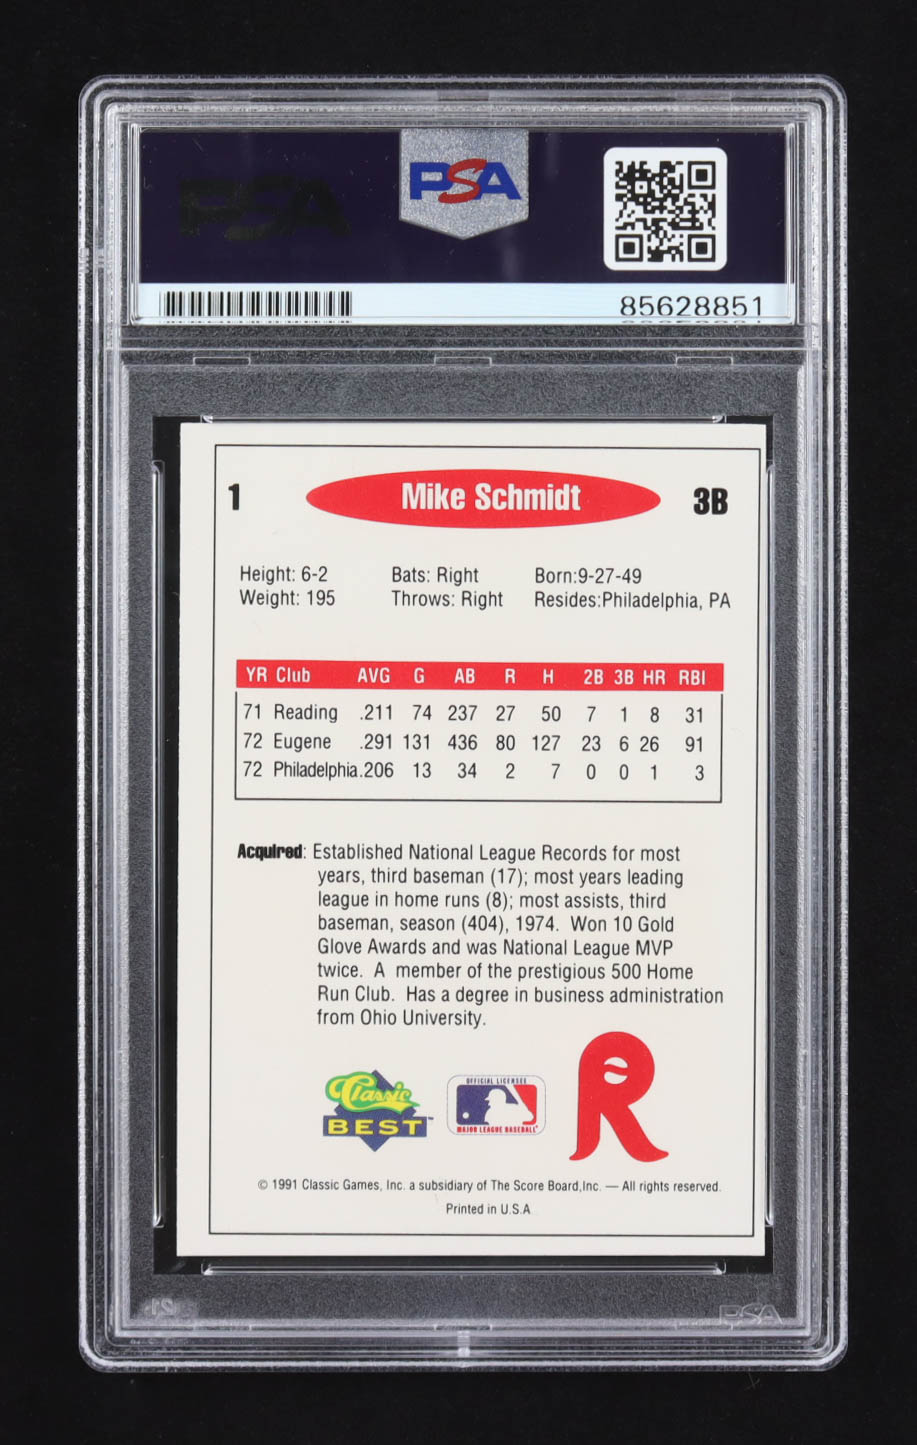 PSA
PSA
85628851
1 Mike Schmidt 3B
Height: 6-2 Bats: Right Born:9-27-49
Weight: 195 Throws: Right Resides:Philadelphia, PA
YR Club AVG G AB R H 2B 3B HR RBI
71 Reading .211 74 237 27 50 7 1 8 31
72 Eugene .291 131 436 80 127 23 6 26 91
72 Philadelphia .206 13 34 2 7 0 0 1 3
Acquired: Established National League Records for most
years, third baseman (17); most years leading
league in home runs (8); most assists, third
baseman, season (404), 1974. Won 10 Gold
Glove Awards and was National League MVP
twice. A member of the prestigious 500 Home
Run Club. Has a degree in business administration
from Ohio University.
Classic
BEST™
OFFICIAL LICENSEE
MAJOR LEAGUE BASEBALL
R
© 1991 Classic Games, Inc. a subsidiary of The Score Board,Inc. — All rights reserved.
Printed in U.S.A
PSA